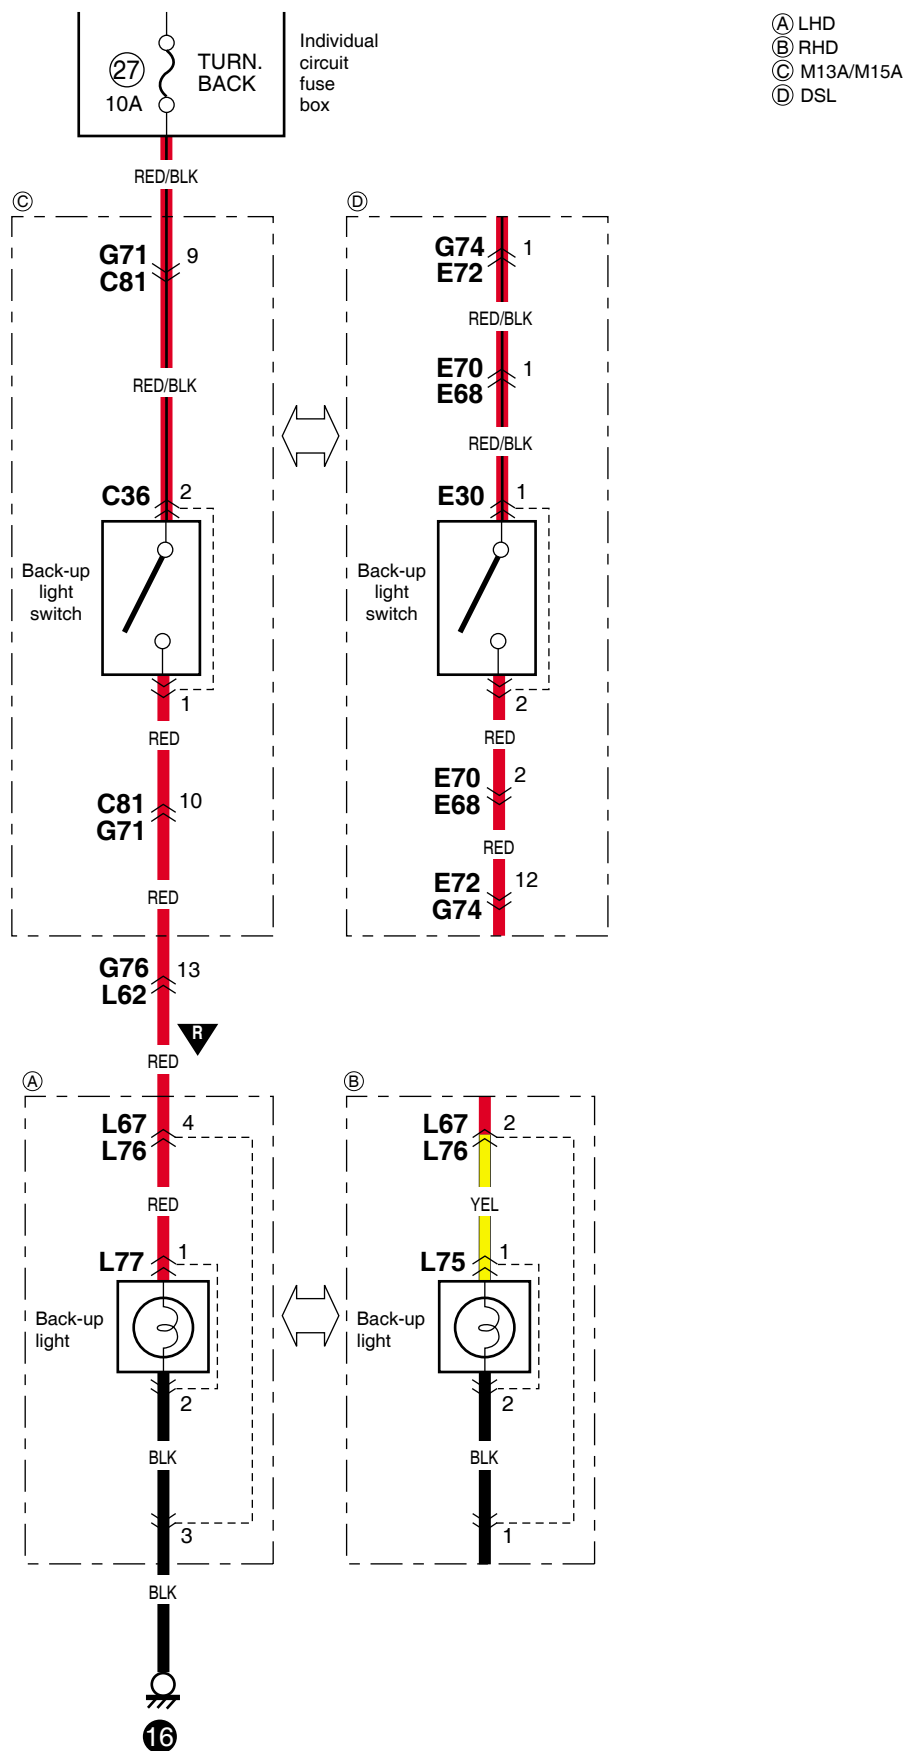 Ⓐ LHD
Ⓑ RHD
Ⓒ M13A/M15A
Ⓓ DSL
27
10A
TURN.
BACK
Individual
circuit
fuse
box
RED/BLK
Ⓒ
G71
C81
9
RED/BLK
C36
2
Back-up
light
switch
1
RED
C81
G71
10
RED
Ⓓ
G74
E72
1
RED/BLK
E70
E68
1
RED/BLK
E30
1
Back-up
light
switch
2
RED
E70
E68
2
RED
E72
G74
12
G76
L62
13
R
RED
Ⓐ
L67
L76
4
RED
L77
1
Back-up
light
2
BLK
3
Ⓑ
L67
L76
2
YEL
L75
1
Back-up
light
2
BLK
1
BLK
16